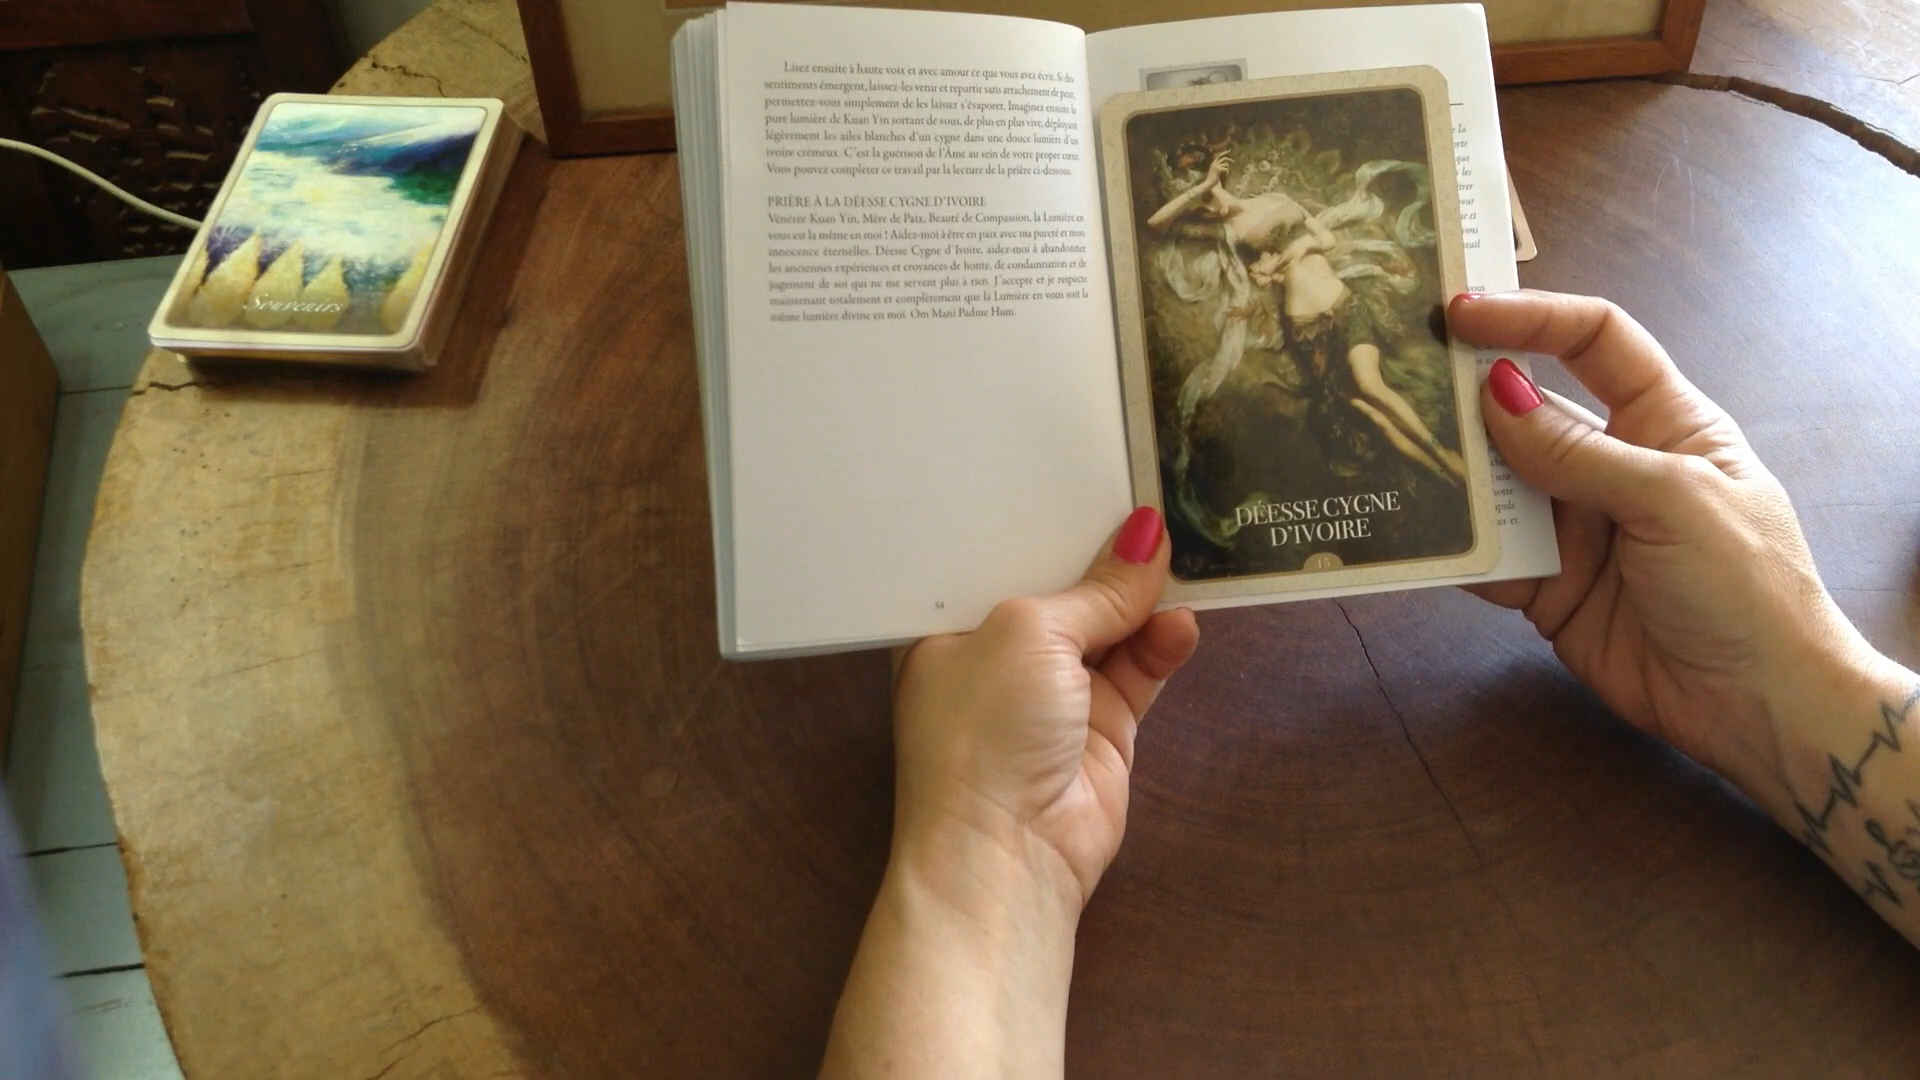 Souvenirs
Lisez ensuite à haute voix et avec amour ce que vous avez écrit. Si des
sentiments émergent, laissez-les venir et repartir sans attachement de peur,
permettez-vous simplement de les laisser s'évaporer. Imaginez ensuite la
pure lumière de Kuan Yin sortant de vous, de plus en plus vive, déployant
légèrement les ailes blanches d'un cygne dans une douce lumière d'un
ivoire crémeux. C'est la guérison de l'Âme au sein de votre propre cœur.
Vous pouvez compléter ce travail par la lecture de la prière ci-dessous.
PRIÈRE À LA DÉESSE CYGNE D'IVOIRE
Vénérée Kuan Yin, Mère de Paix, Beauté de Compassion, la Lumière en
vous est la même en moi ! Aidez-moi à être en paix avec ma pureté et mon
innocence éternelles. Déesse Cygne d'Ivoire, aidez-moi à abandonner
les anciennes expériences et croyances de honte, de condamnation et de
jugement de soi qui ne me servent plus à rien. J'accepte et je respecte
maintenant totalement et complètement que la Lumière en vous soit la
même lumière divine en moi. Om Mani Padme Hum.
54
DÉESSE CYGNE
D'IVOIRE
15
la
que
les
et
vous
une
et